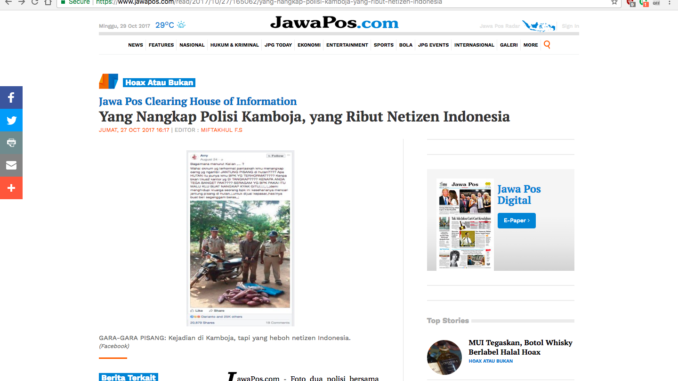 Secure | https://www.jawapos.com/read/2017/10/27/165062/yang-nangkap-polisi-kamboja-yang-ribut-netizen-indonesia
Minggu, 28 Oct 2017 29°C
JawaPos.com
Sign in
NEWS FEATURES NASIONAL HUKUM & KRIMINAL JPG TODAY EKONOMI ENTERTAINMENT SPORTS BOLA JPG EVENTS INTERNASIONAL GALERI MORE
Hoax Atau Bukan
Jawa Pos Clearing House of Information
Yang Nangkap Polisi Kamboja, yang Ribut Netizen Indonesia
JUMAT, 27 OCT 2017 16:17 | EDITOR : MIFTAKHUL F.S
Jawa Pos
Digital
E-Paper ›
GARA-GARA PISANG: Kejadian di Kamboja, tapi yang heboh netizen Indonesia.
(Facebook)
Top Stories
MUI Tegaskan, Botol Whisky
Berlabel Halal Hoax
HOAX ATAU BUKAN
Berita Terkait
JawaPos.com - Foto dua polisi bersama